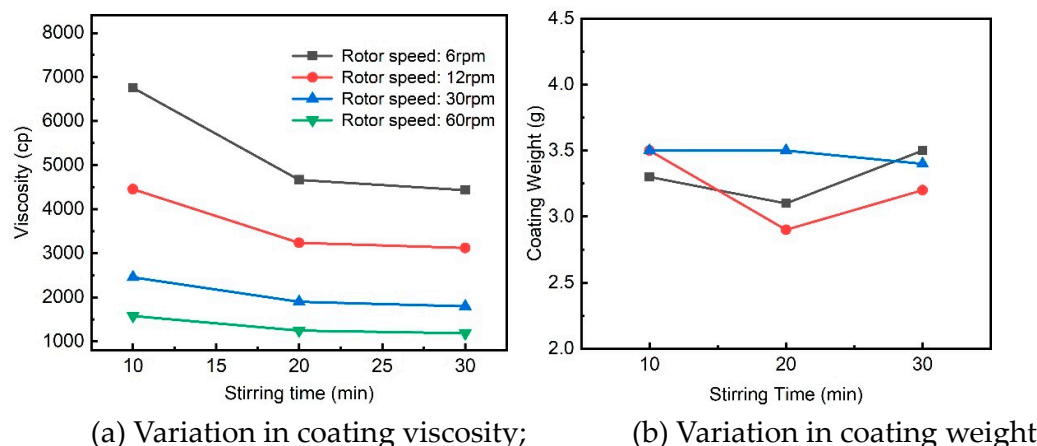 8000
7000
6000
5000
4000
3000
2000
1000
Viscosity (cp)
Rotor speed: 6rpm
Rotor speed: 12rpm
Rotor speed: 30rpm
Rotor speed: 60rpm
10 15 20 25 30
Stirring time (min)
(a) Variation in coating viscosity;
4.5
4.0
3.5
3.0
2.5
2.0
Coating Weight (g)
10 20 30
Stirring Time (min)
(b) Variation in coating weight